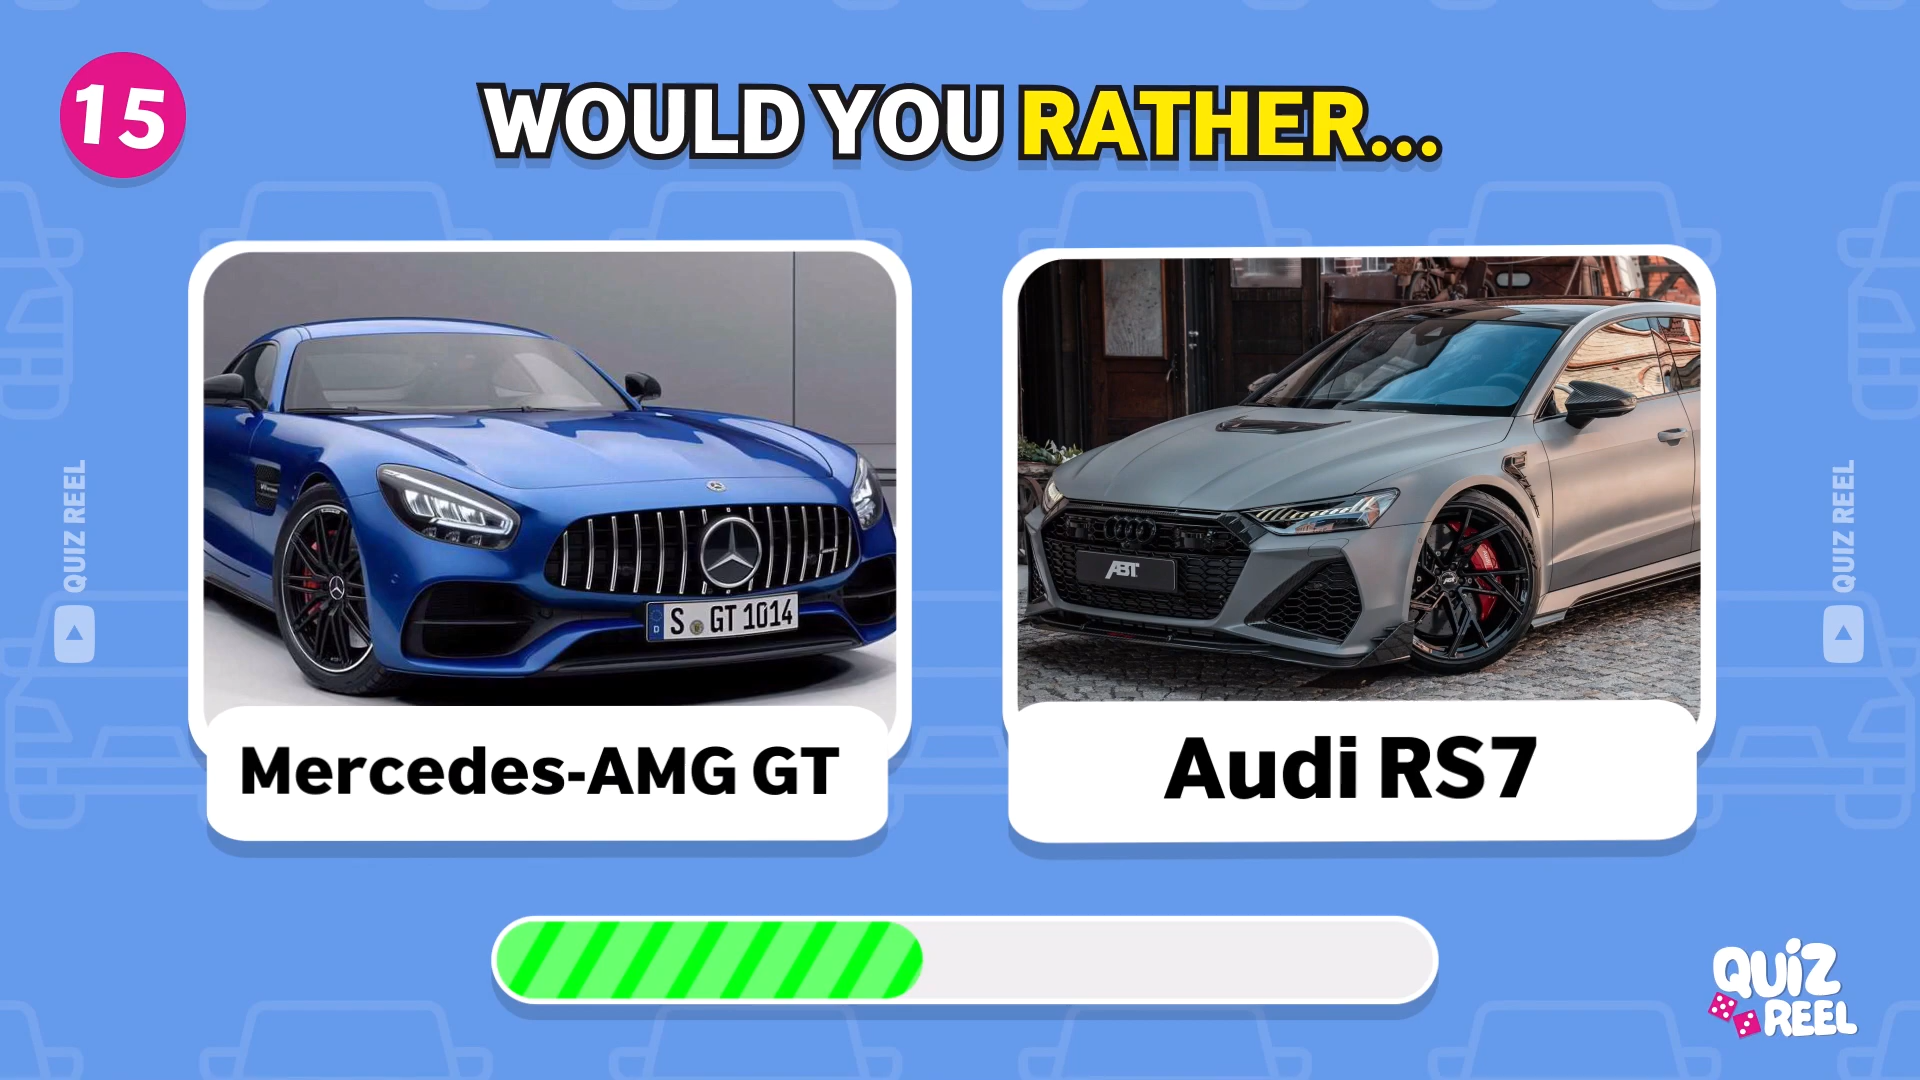 15
WOULD YOU RATHER...
QUIZ REEL
QUIZ REEL
S GT 1014
D
ABT
Mercedes-AMG GT
Audi RS7
QUIZ
REEL